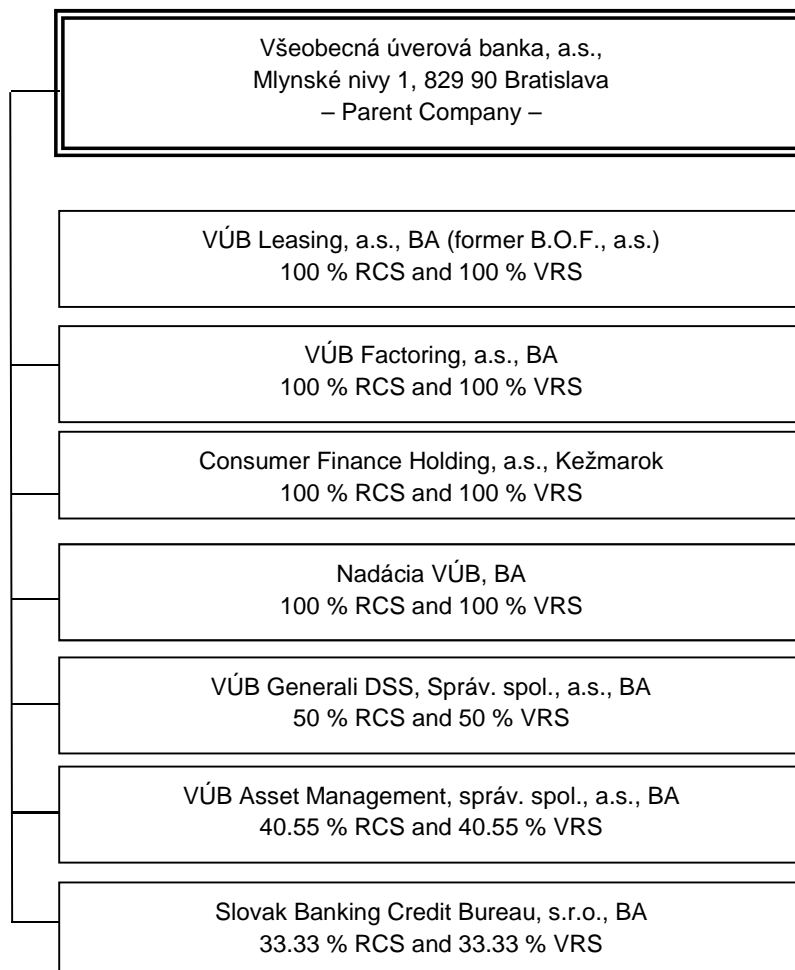 Všeobecná úverová banka, a.s.,
Mlynské nivy 1, 829 90 Bratislava
– Parent Company –
VÚB Leasing, a.s., BA (former B.O.F., a.s.)
100 % RCS and 100 % VRS
VÚB Factoring, a.s., BA
100 % RCS and 100 % VRS
Consumer Finance Holding, a.s., Kežmarok
100 % RCS and 100 % VRS
Nadácia VÚB, BA
100 % RCS and 100 % VRS
VÚB Generali DSS, Správ. spol., a.s., BA
50 % RCS and 50 % VRS
VÚB Asset Management, správ. spol., a.s., BA
40.55 % RCS and 40.55 % VRS
Slovak Banking Credit Bureau, s.r.o., BA
33.33 % RCS and 33.33 % VRS